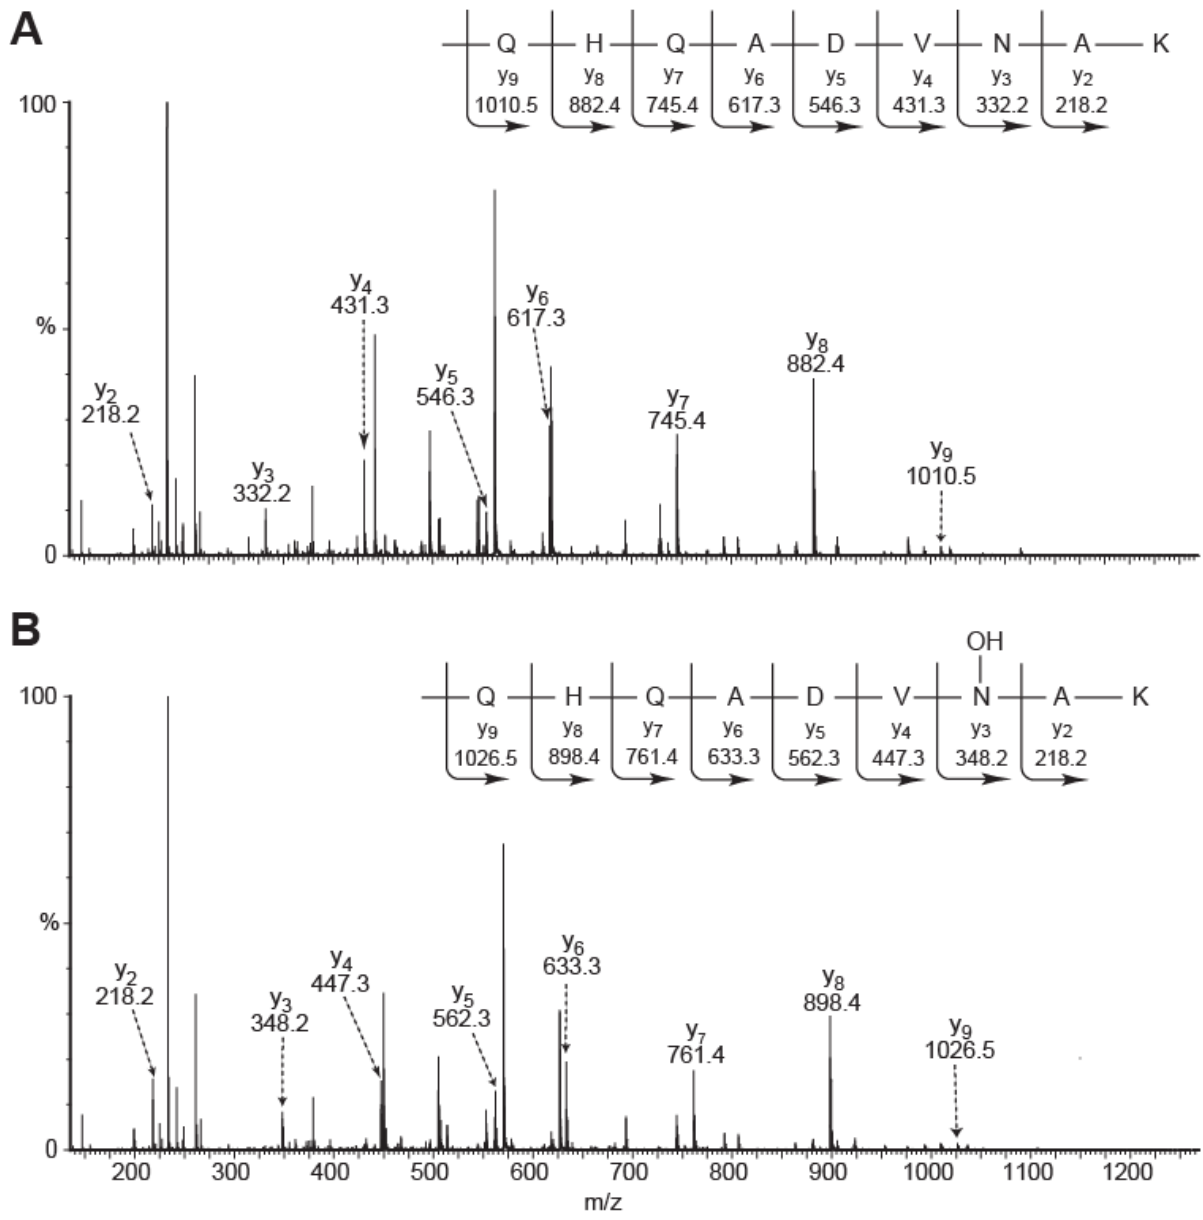 A
Q H Q A D V N A K
y9 y8 y7 y6 y5 y4 y3 y2
1010.5 882.4 745.4 617.3 546.3 431.3 332.2 218.2
100
%
0
y2
218.2
y3
332.2
y4
431.3
y5
546.3
y6
617.3
y7
745.4
y8
882.4
y9
1010.5
B
OH
Q H Q A D V N A K
y9 y8 y7 y6 y5 y4 y3 y2
1026.5 898.4 761.4 633.3 562.3 447.3 348.2 218.2
100
%
0
y2
218.2
y3
348.2
y4
447.3
y5
562.3
y6
633.3
y7
761.4
y8
898.4
y9
1026.5
200 300 400 500 600 700 800 900 1000 1100 1200
m/z